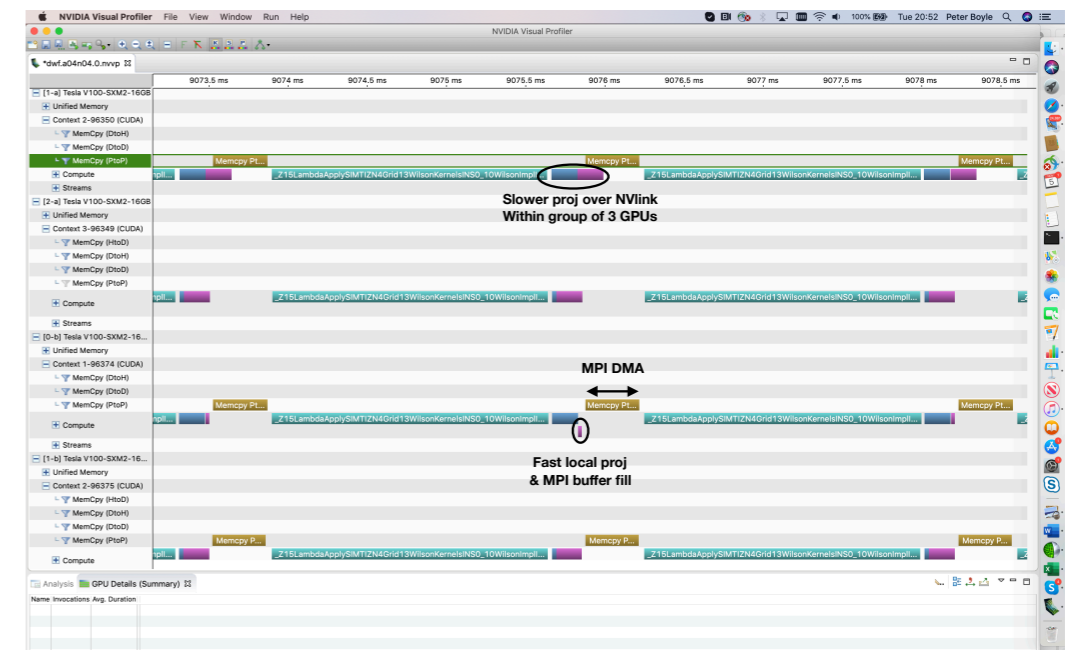 NVIDIA Visual Profiler File View Window Run Help
100% Tue 20:52 Peter Boyle
NVIDIA Visual Profiler
*dwf.a04n04.0.nvvp
9073.5 ms 9074 ms 9074.5 ms 9075 ms 9075.5 ms 9076 ms 9076.5 ms 9077 ms 9077.5 ms 9078 ms 9078.5 ms
[1-a] Tesla V100-SXM2-16GB
Unified Memory
Context 2-96350 (CUDA)
MemCpy (DtoH)
MemCpy (DtoD)
MemCpy (PtoP) Memcpy Pt... Memcpy Pt... Memcpy Pt...
Compute _Z15LambdaApplySIMTIZN4Grid13WilsonKernelsINS0_10WilsonImpl... _Z15LambdaApplySIMTIZN4Grid13WilsonKernelsINS0_10WilsonImplI...
Streams
Slower proj over NVlink
Within group of 3 GPUs
[2-a] Tesla V100-SXM2-16GB
Unified Memory
Context 3-96349 (CUDA)
MemCpy (HtoD)
MemCpy (DtoH)
MemCpy (DtoD)
MemCpy (PtoP)
Compute _Z15LambdaApplySIMTIZN4Grid13WilsonKernelsINS0_10WilsonImplI... _Z15LambdaApplySIMTIZN4Grid13WilsonKernelsINS0_10WilsonImplI...
Streams
[0-b] Tesla V100-SXM2-16...
Unified Memory
Context 1-96374 (CUDA)
MPI DMA
MemCpy (DtoH)
MemCpy (DtoD)
MemCpy (PtoP) Memcpy Pt... Memcpy Pt... Memcpy Pt...
Compute _Z15LambdaApplySIMTIZN4Grid13WilsonKernelsINS0_10WilsonImplI... _Z15LambdaApplySIMTIZN4Grid13WilsonKernelsINS0_10WilsonImplI...
Streams
Fast local proj
& MPI buffer fill
[1-b] Tesla V100-SXM2-16...
Unified Memory
Context 2-96375 (CUDA)
MemCpy (HtoD)
MemCpy (DtoH)
MemCpy (DtoD)
MemCpy (PtoP) Memcpy P... Memcpy P... Memcpy P...
Compute _Z15LambdaApplySIMTIZN4Grid13WilsonKernelsINS0_10WilsonImplI... _Z15LambdaApplySIMTIZN4Grid13WilsonKernelsINS0_10WilsonImplI...
Analysis GPU Details (Summary)
Name Invocations Avg. Duration